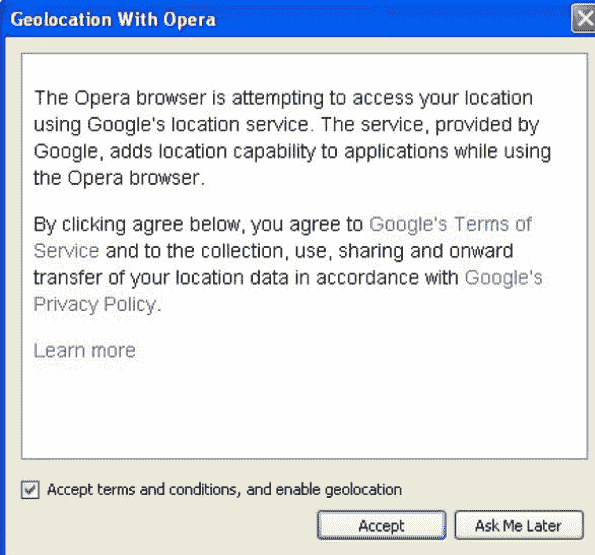 Geolocation With Opera
The Opera browser is attempting to access your location
using Google's location service. The service, provided by
Google, adds location capability to applications while using
the Opera browser.
By clicking agree below, you agree to Google's Terms of
Service and to the collection, use, sharing and onward
transfer of your location data in accordance with Google's
Privacy Policy.
Learn more
Accept terms and conditions, and enable geolocation
Accept Ask Me Later